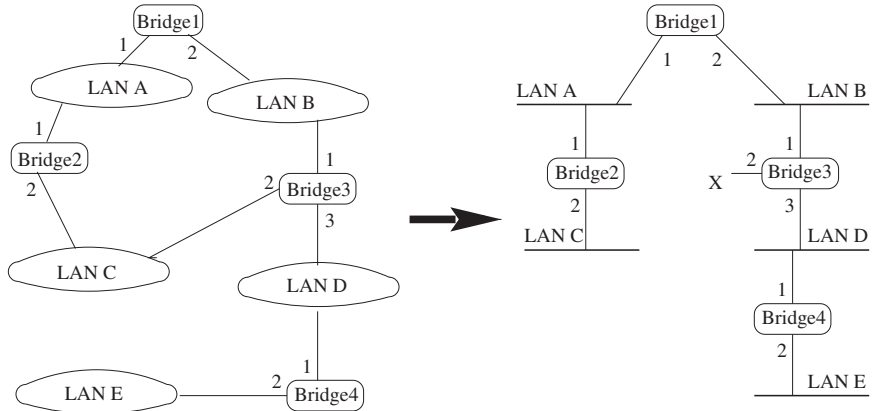 Bridge1
1
2
LAN A
LAN B
1
Bridge2
2
1
2
Bridge3
3
LAN C
LAN D
1
LAN E
2
Bridge4
Bridge1
1
2
LAN A
LAN B
1
Bridge2
2
LAN C
1
2
Bridge3
X
3
LAN D
1
Bridge4
2
LAN E